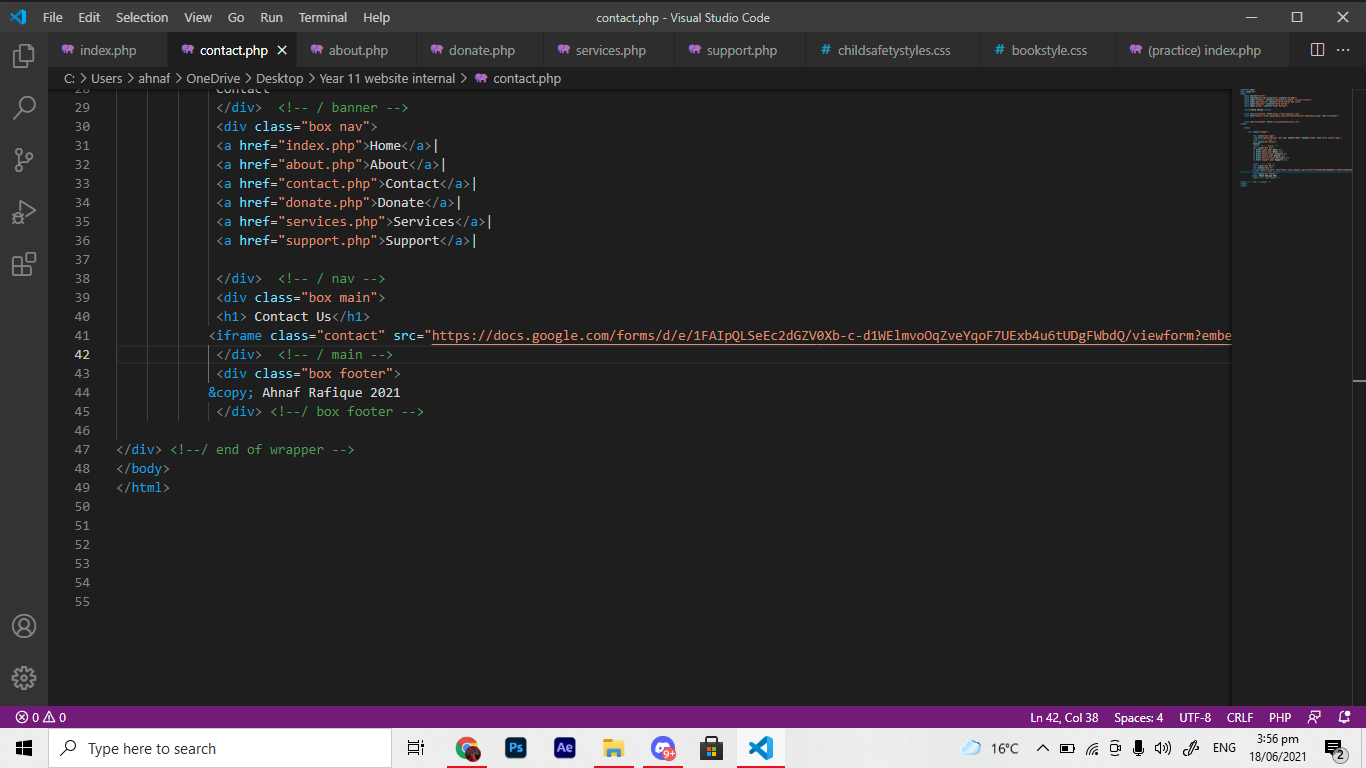 File Edit Selection View Go Run Terminal Help contact.php - Visual Studio Code
index.php contact.php about.php donate.php services.php support.php # childsafetystyles.css # bookstyle.css (practice) index.php
C: > Users > ahnaf > OneDrive > Desktop > Year 11 website internal > contact.php
28 Contact
29 </div> <!-- / banner -->
30 <div class="box nav">
31 <a href="index.php">Home</a>|
32 <a href="about.php">About</a>|
33 <a href="contact.php">Contact</a>|
34 <a href="donate.php">Donate</a>|
35 <a href="services.php">Services</a>|
36 <a href="support.php">Support</a>|
37
38 </div> <!-- / nav -->
39 <div class="box main">
40 <h1> Contact Us</h1>
41 <iframe class="contact" src="https://docs.google.com/forms/d/e/1FAIpQLSeEc2dGZV0Xb-c-d1WElmvoOqZveYqoF7UExb4u6tUDgFWbdQ/viewform?embe
42 </div> <!-- / main -->
43 <div class="box footer">
44 &copy; Ahnaf Rafique 2021
45 </div> <!--/ box footer -->
46
47 </div> <!--/ end of wrapper -->
48 </body>
49 </html>
50
51
52
53
54
55
0 0 Ln 42, Col 38 Spaces: 4 UTF-8 CRLF PHP
Type here to search Ps Ae 9+ 16°C ENG 3:56 pm 2
18/06/2021